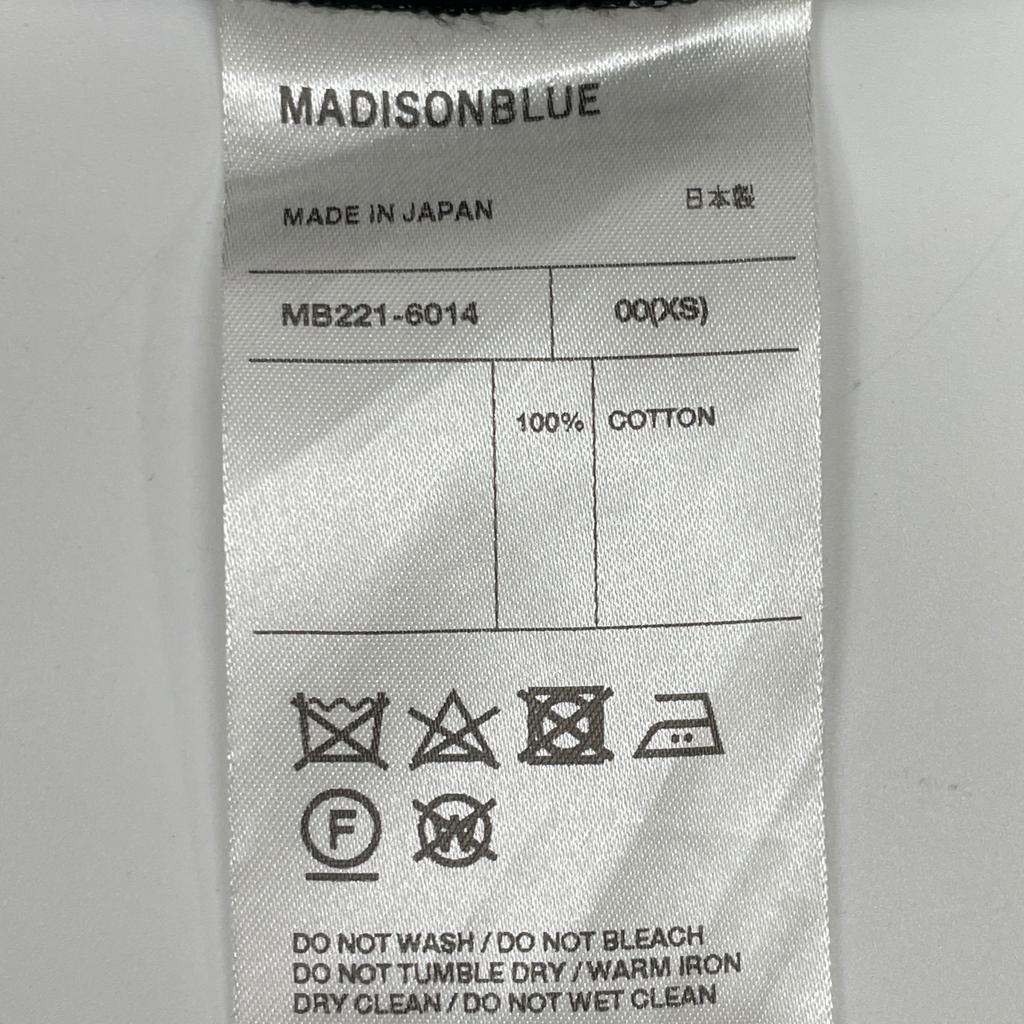 MADISONBLUE
MADE IN JAPAN 日本製
MB221-6014 00(XS)
100% COTTON
F W
DO NOT WASH / DO NOT BLEACH
DO NOT TUMBLE DRY / WARM IRON
DRY CLEAN / DO NOT WET CLEAN